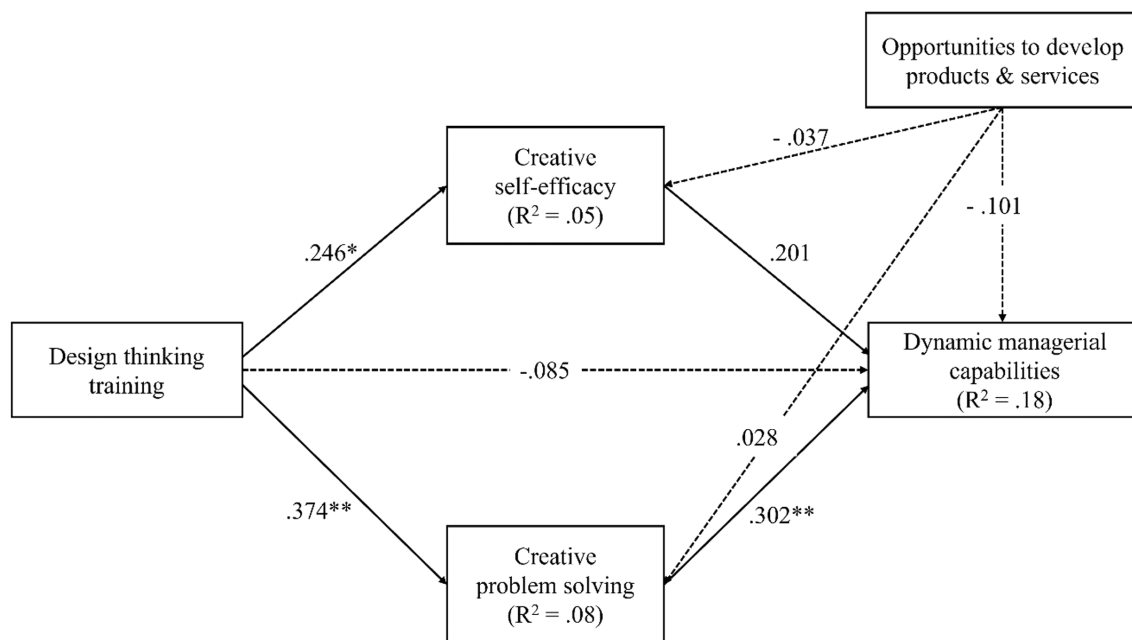 Opportunities to develop
products & services
- .037
Creative
self-efficacy
(R² = .05)
- .101
.246*
.201
Design thinking
training
-.085
Dynamic managerial
capabilities
(R² = .18)
.028
.374**
.302**
Creative
problem solving
(R² = .08)